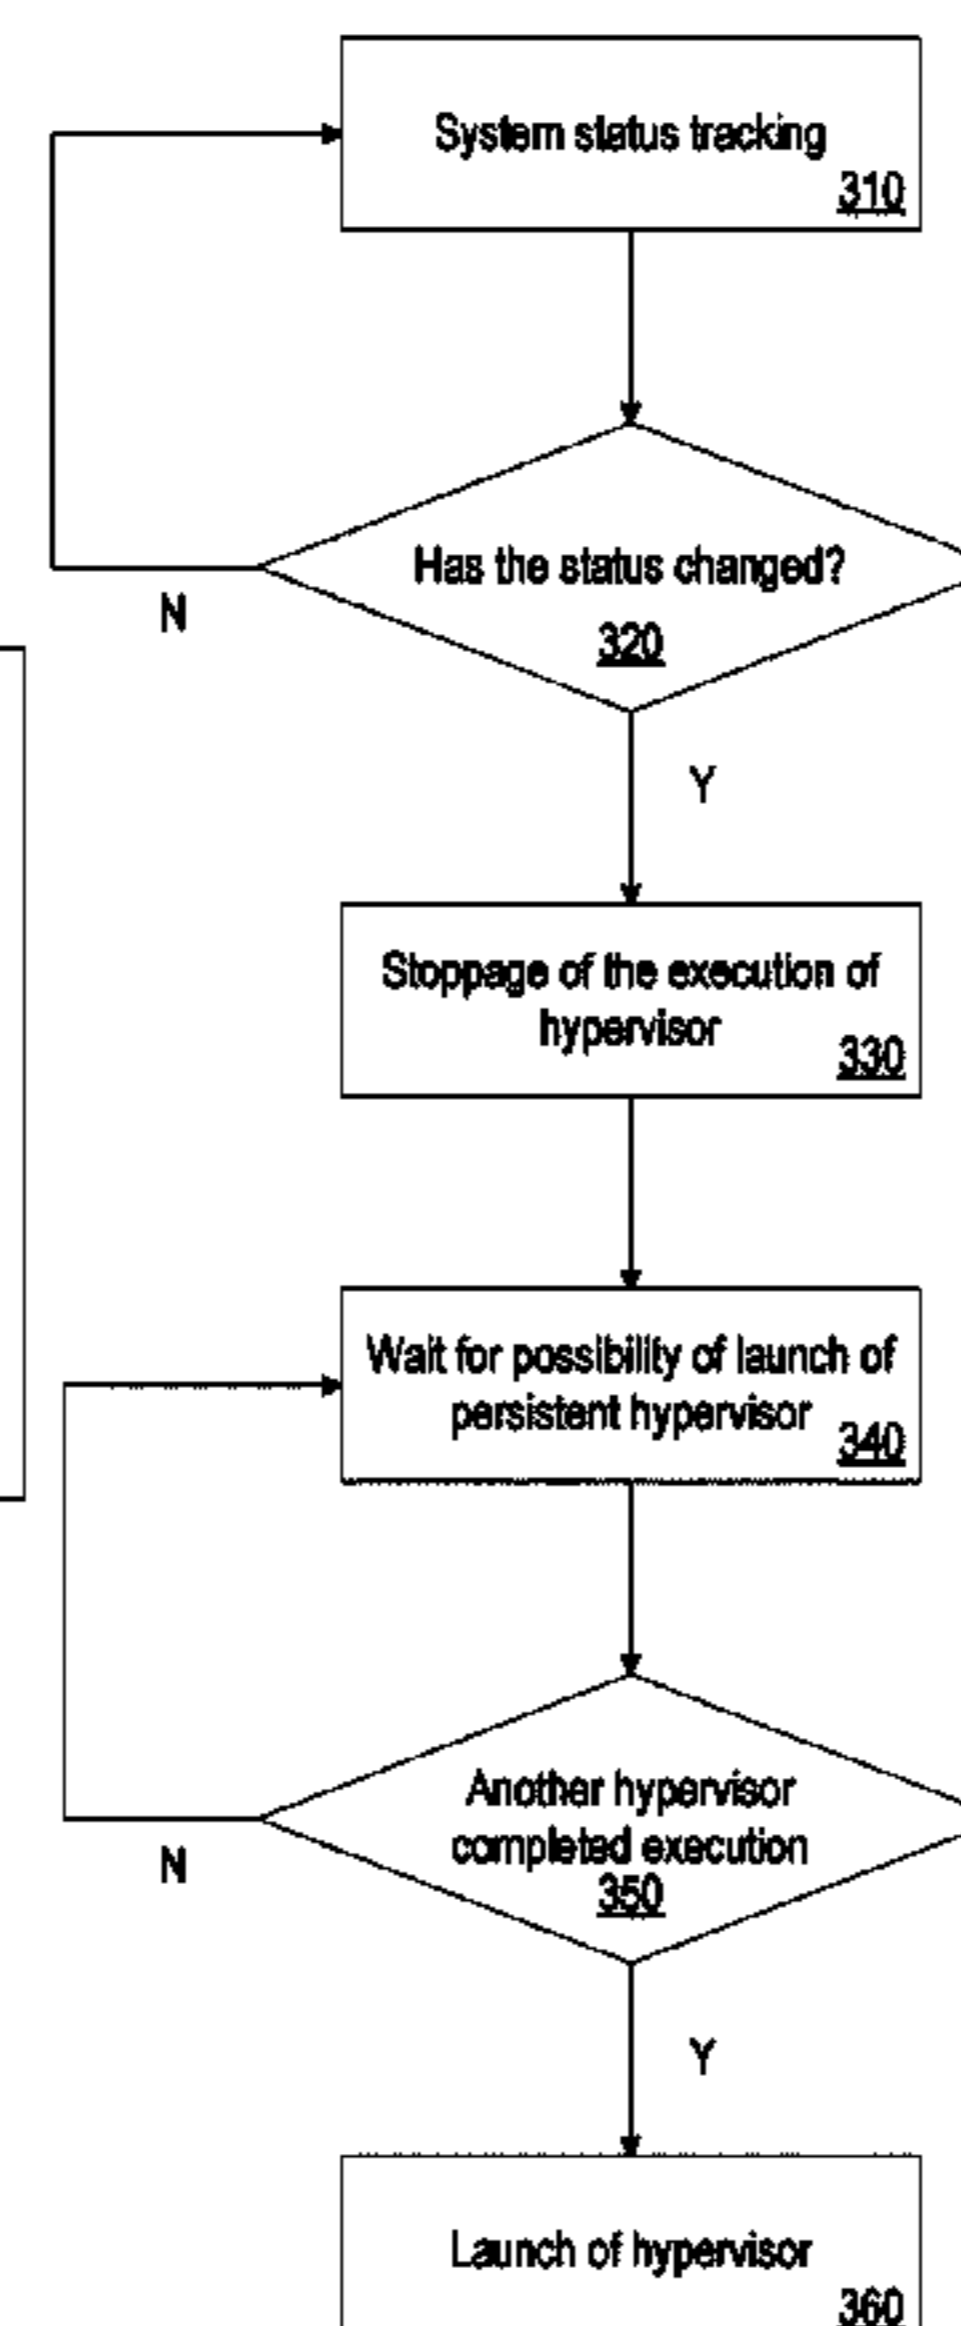 System status tracking
310
Has the status changed?
320
N
Y
Stoppage of the execution of
hypervisor
330
Wait for possibility of launch of
persistent hypervisor
340
Another hypervisor
completed execution
350
N
Y
Launch of hypervisor
360